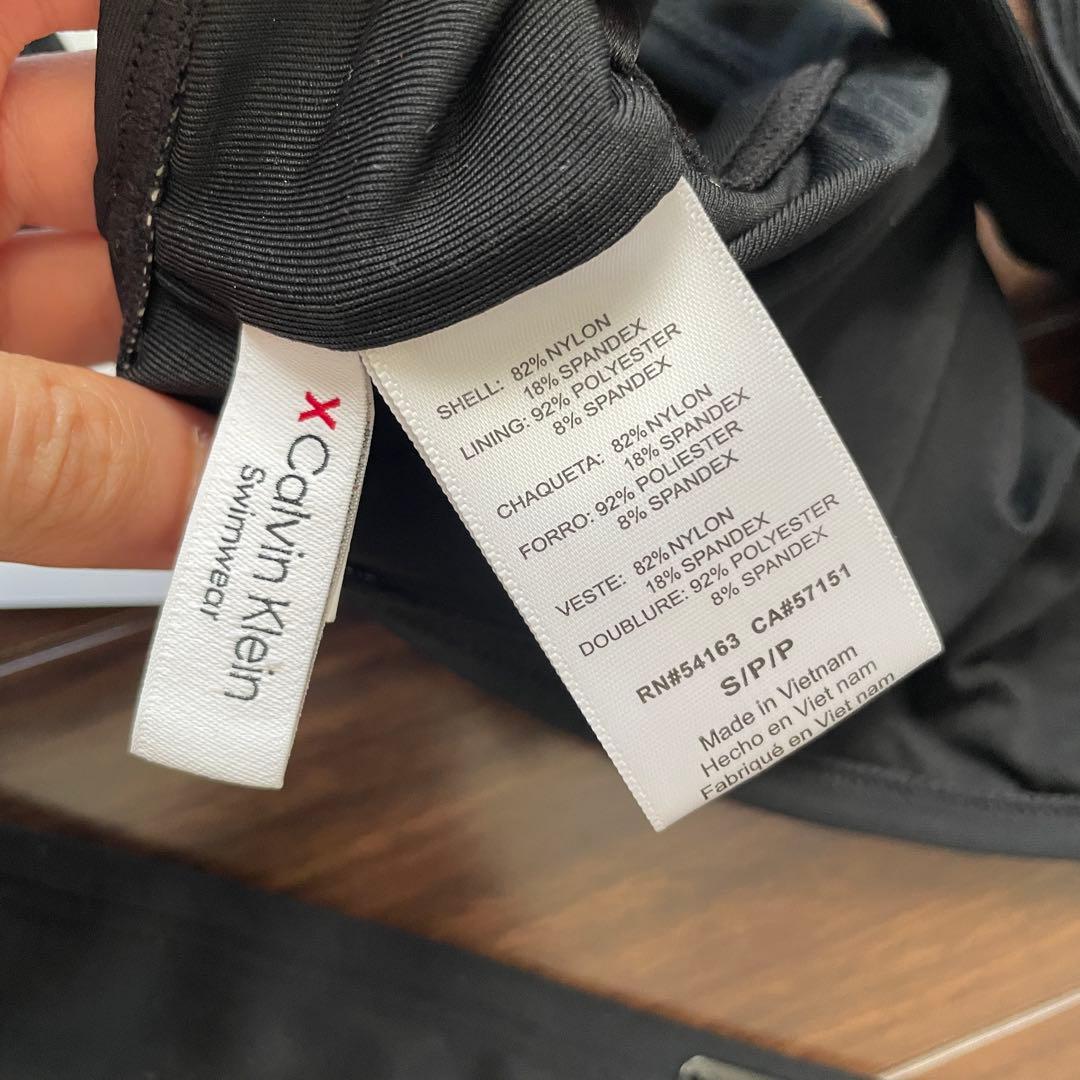 X
Calvin Klein
Swimwear
SHELL: 82% NYLON
18% SPANDEX
LINING: 92% POLYESTER
8% SPANDEX
CHAQUETA: 82% NYLON
18% SPANDEX
FORRO: 92% POLIESTER
8% SPANDEX
VESTE: 82% NYLON
18% SPANDEX
DOUBLURE: 92% POLYESTER
8% SPANDEX
RN#54163 CA#57151
S/P/P
Made in Vietnam
Hecho en Viet nam
Fabriqué en Viet nam